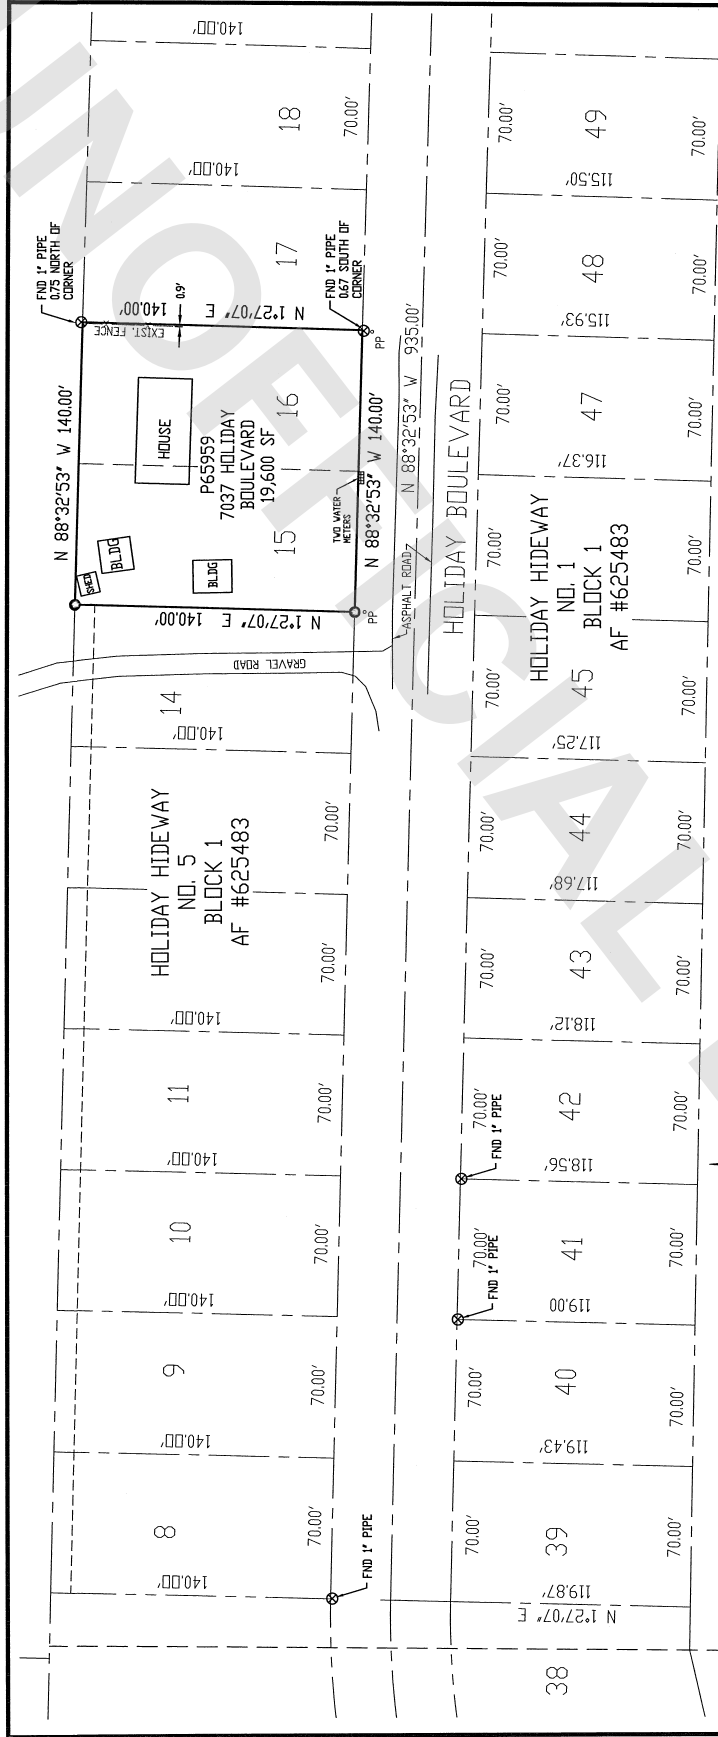 UNOFFICIAL
140.00'
18
70.00'
140.00'
17
FND 1" PIPE
0.75 NORTH OF
CORNER
FND 1" PIPE
0.67 SOUTH OF
CORNER
N 1°27'07" E 140.00'
EXIST. FENCE
0.9'
PP
N 88°32'53" W 140.00'
HOUSE
P65959
7037 HOLIDAY
BOULEVARD
19,600 SF
16
15
BLDG
BLDG
SHED
TWO WATER
METERS
N 88°32'53" W 140.00'
N 1°27'07" E 140.00'
PP
GRAVEL ROAD
14
140.00'
HOLIDAY HIDEWAY
NO. 5
BLOCK 1
AF #625483
70.00'
70.00'
140.00'
11
70.00'
140.00'
10
70.00'
140.00'
9
70.00'
140.00'
8
70.00'
140.00'
FND 1" PIPE
N 88°32'53" W 935.00'
ASPHALT ROAD
HOLIDAY BOULEVARD
70.00'
49
70.00'
115.50'
70.00'
48
70.00'
115.93'
70.00'
47
70.00'
116.37'
70.00'
HOLIDAY HIDEWAY
NO. 1
BLOCK 1
AF #625483
70.00'
45
70.00'
117.25'
70.00'
44
70.00'
117.68'
70.00'
43
70.00'
118.12'
70.00'
42
70.00'
FND 1" PIPE
118.56'
70.00'
41
70.00'
FND 1" PIPE
119.00
70.00'
40
70.00'
119.43'
70.00'
39
70.00'
N 1°27'07" E 119.87'
38